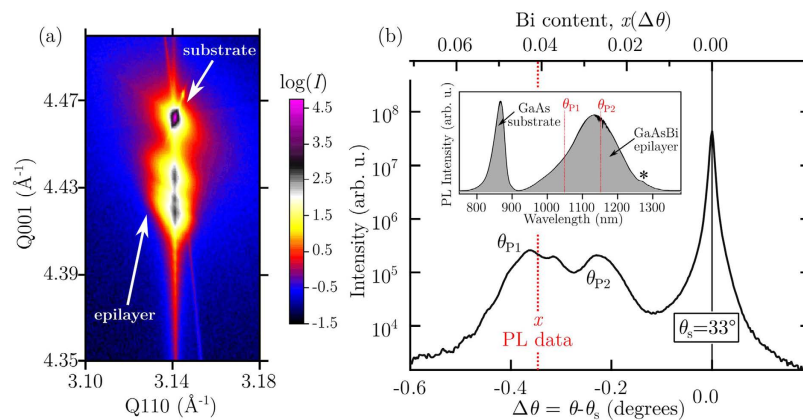 (a)
substrate
epilayer
4.47
4.43
4.39
4.35
Q001 (Å⁻¹)
3.10
3.14
3.18
Q110 (Å⁻¹)
log(I)
4.5
3.5
2.5
1.5
0.5
-0.5
-1.5
(b)
Bi content, x(Δθ)
0.06
0.04
0.02
0.00
Intensity (arb. u.)
10⁸
10⁷
10⁶
10⁵
10⁴
PL Intensity (arb. u.)
GaAs
substrate
θP1
θP2
GaAsBi
epilayer
*
800
900
1000
1100
1200
1300
Wavelength (nm)
θP1
θP2
x
PL data
θs=33°
-0.6
-0.4
-0.2
0.0
Δθ = θ-θs (degrees)